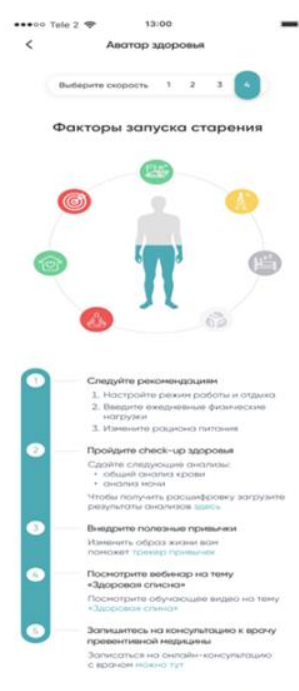 Tele 2
13:00
Аватар здоровья
Выберите скорость 1 2 3 4
Факторы запуска старения
1 Следуйте рекомендациям
1. Настройте режим работы и отдыха
2. Введите ежедневные физические
нагрузки
3. Измените рациона питания
2 Пройдите check-up здоровья
Сдайте следующие анализы:
• общий анализ крови
• анализ мочи
Чтобы получить расшифровку загрузите
результаты анализов здесь
3 Внедрите полезные привычки
Изменить образ жизни вам
поможет трекер привычек
4 Посмотрите вебинар на тему
«Здоровая списна»
Посмотрите обучающее видео на тему
«Здоровая спина»
5 Запишитесь на консультацию к врачу
превентивной медицины
Записаться на онлайн-консультацию
с врачом можно тут